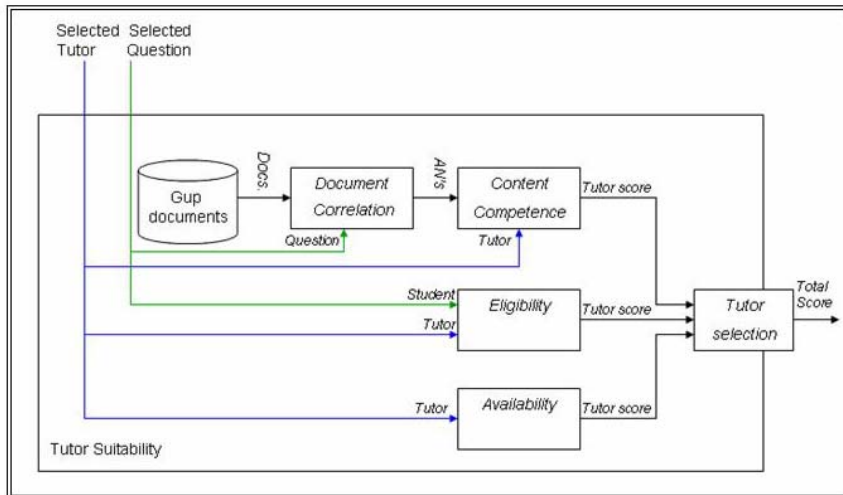 Selected Selected
Tutor Question
Docs.
AN's
Gup
documents
Document
Correlation
Content
Competence
Tutor score
Question
Tutor
Student
Eligibility
Tutor score
Tutor
Tutor
selection
Total
Score
Tutor
Availability
Tutor score
Tutor Suitability